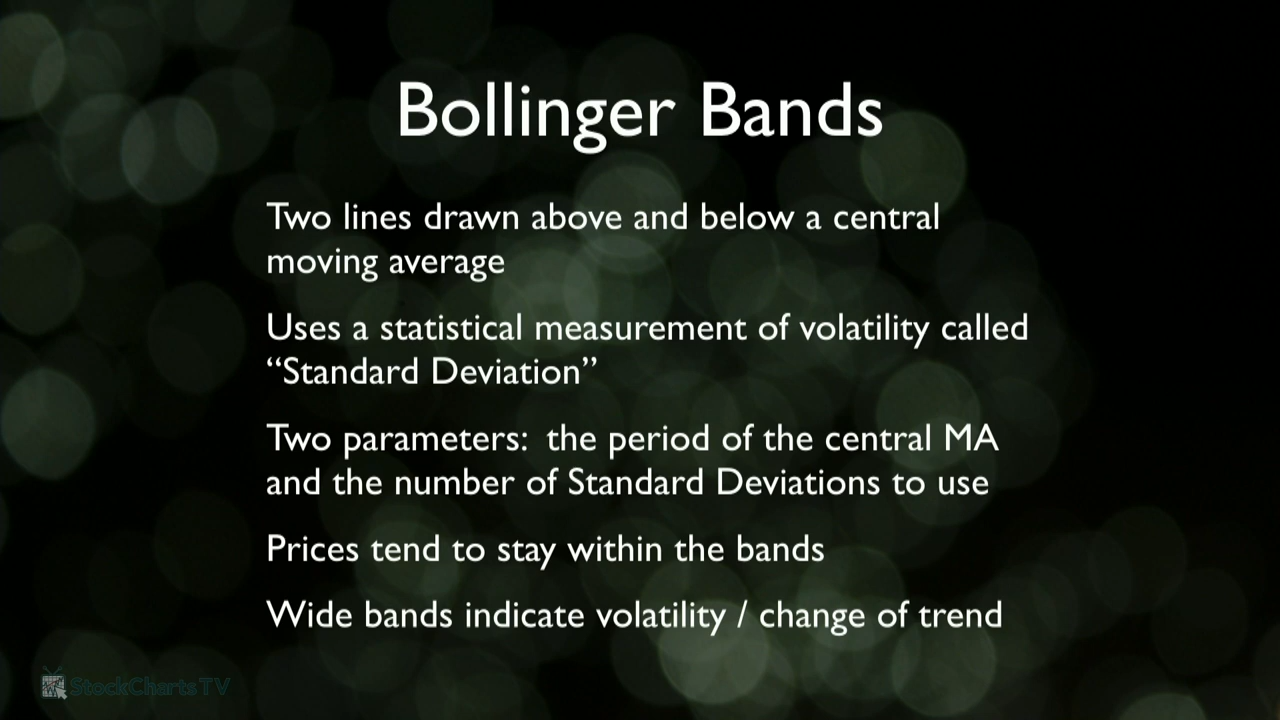 Bollinger Bands
Two lines drawn above and below a central
moving average
Uses a statistical measurement of volatility called
“Standard Deviation”
Two parameters:  the period of the central MA
and the number of Standard Deviations to use
Prices tend to stay within the bands
Wide bands indicate volatility / change of trend
StockChartsTV